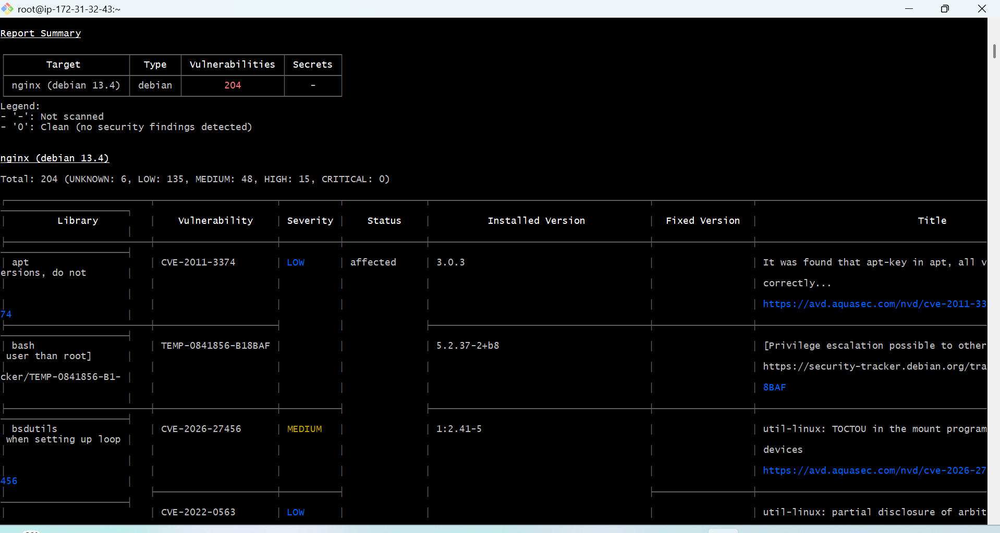 root@ip-172-31-32-43:~
Report Summary
Target Type Vulnerabilities Secrets
nginx (debian 13.4) debian 204 -
Legend:
- '-': Not scanned
- '0': Clean (no security findings detected)
nginx (debian 13.4)
Total: 204 (UNKNOWN: 6, LOW: 135, MEDIUM: 48, HIGH: 15, CRITICAL: 0)
Library Vulnerability Severity Status Installed Version Fixed Version Title
apt CVE-2011-3374 LOW affected 3.0.3 It was found that apt-key in apt, all v
ersions, do not
correctly...
https://avd.aquasec.com/nvd/cve-2011-33
74
bash TEMP-0841856-B18BAF 5.2.37-2+b8 [Privilege escalation possible to other
user than root]
https://security-tracker.debian.org/tra
cker/TEMP-0841856-B1-
8BAF
bsdutils CVE-2026-27456 MEDIUM 1:2.41-5 util-linux: TOCTOU in the mount program
when setting up loop
devices
https://avd.aquasec.com/nvd/cve-2026-27
456
CVE-2022-0563 LOW util-linux: partial disclosure of arbit